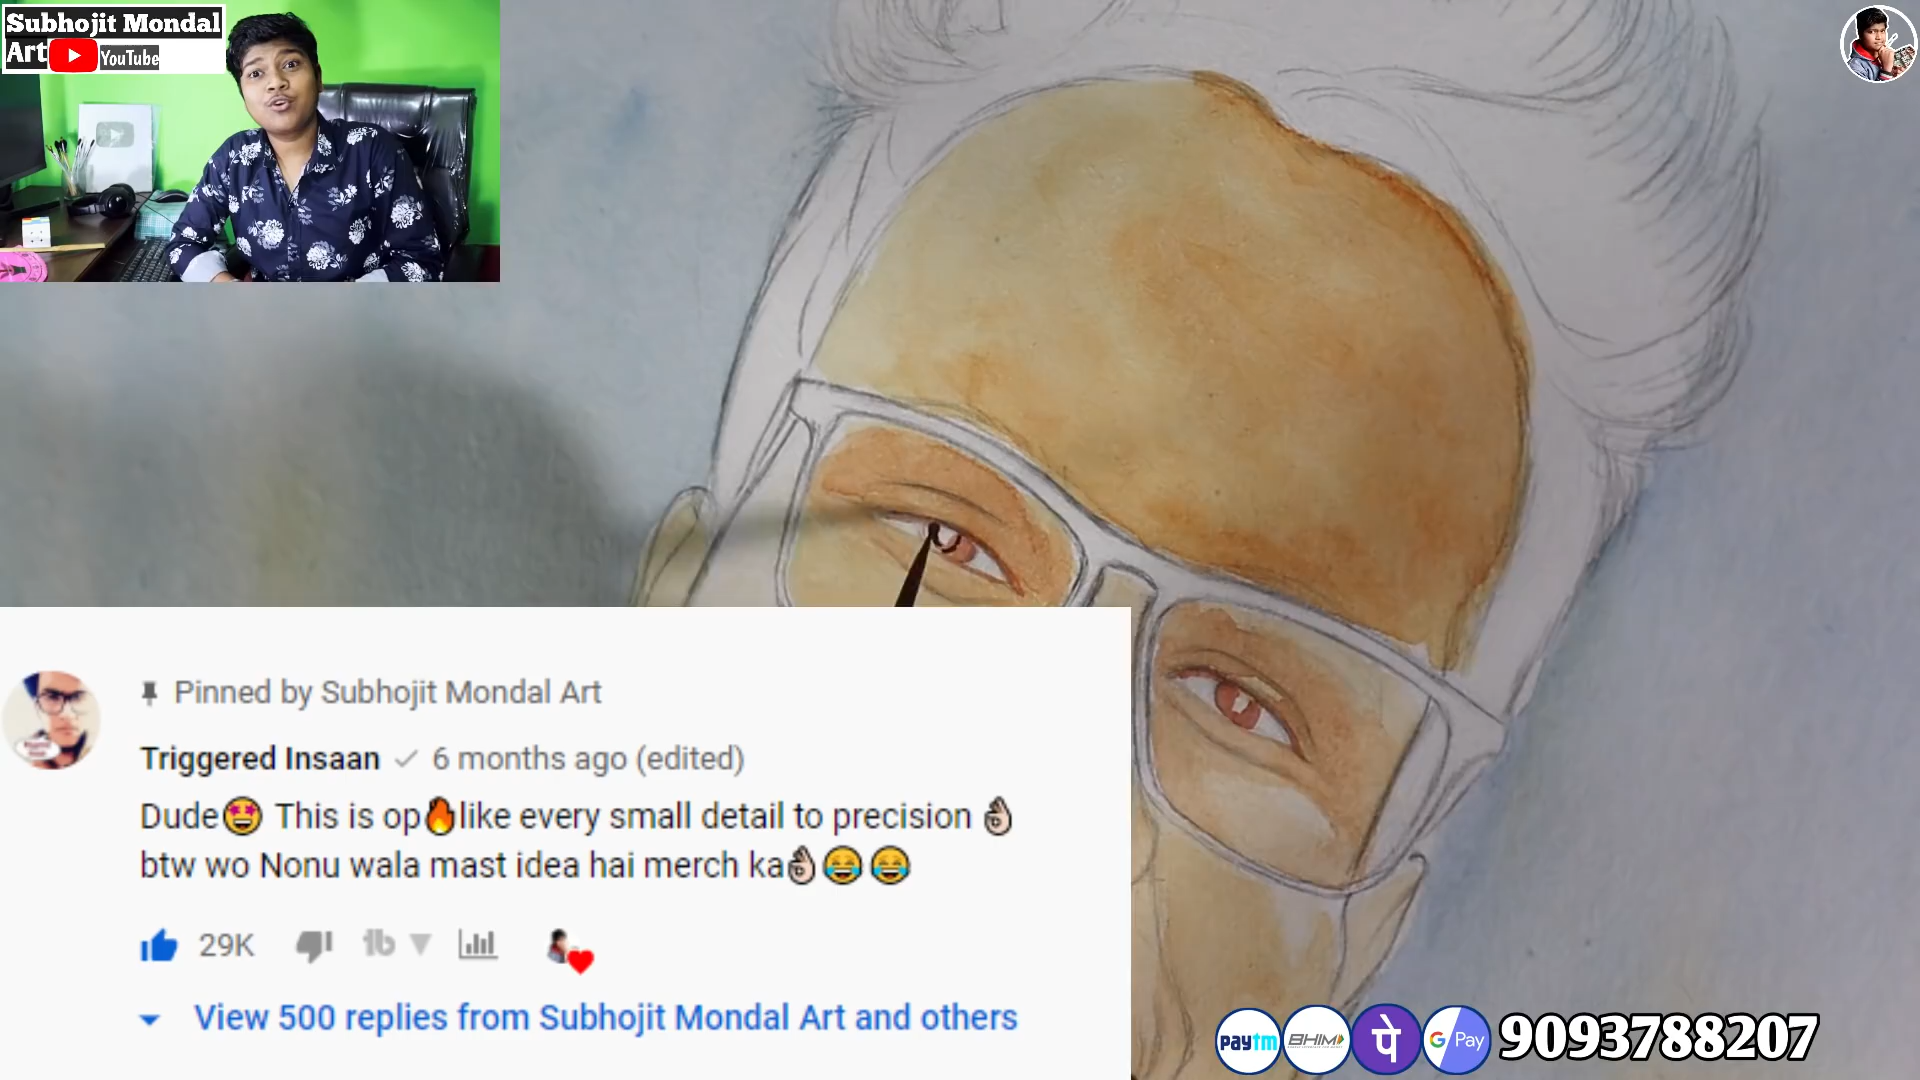 Subhojit Mondal
Art YouTube
Pinned by Subhojit Mondal Art
Triggered Insaan 6 months ago (edited)
Dude🤩 This is op🔥like every small detail to precision👌🏻
btw wo Nonu wala mast idea hai merch ka👌🏻😂😂
29K
View 500 replies from Subhojit Mondal Art and others
paytm BHIM पे G Pay 9093788207